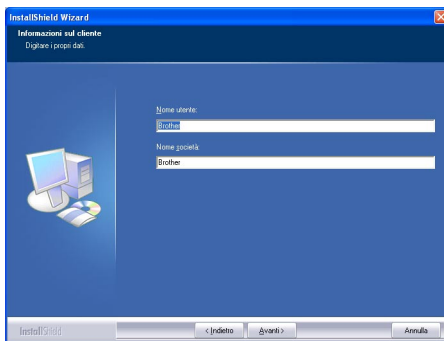 InstallShield Wizard
Informazioni sul cliente
Digitare i propri dati.
Nome utente:
Brother
Nome società:
Brother
InstallShield
< Indietro
Avanti >
Annulla